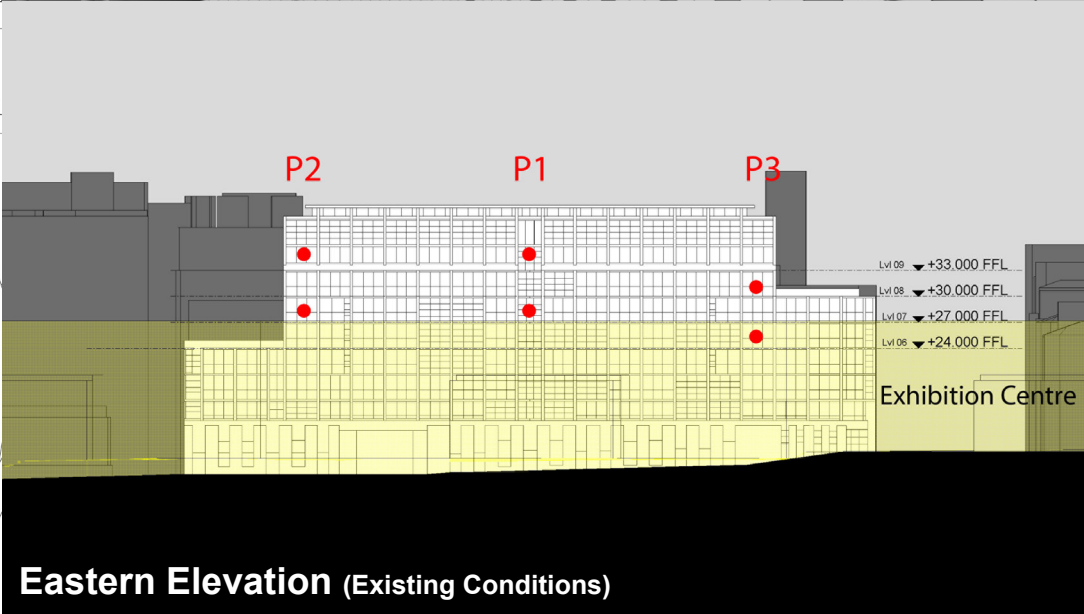 P2 P1 P3
Lvl 09 +33.000 FFL
Lvl 08 +30.000 FFL
Lvl 07 +27.000 FFL
Lvl 06 +24.000 FFL
Exhibition Centre
Eastern Elevation (Existing Conditions)